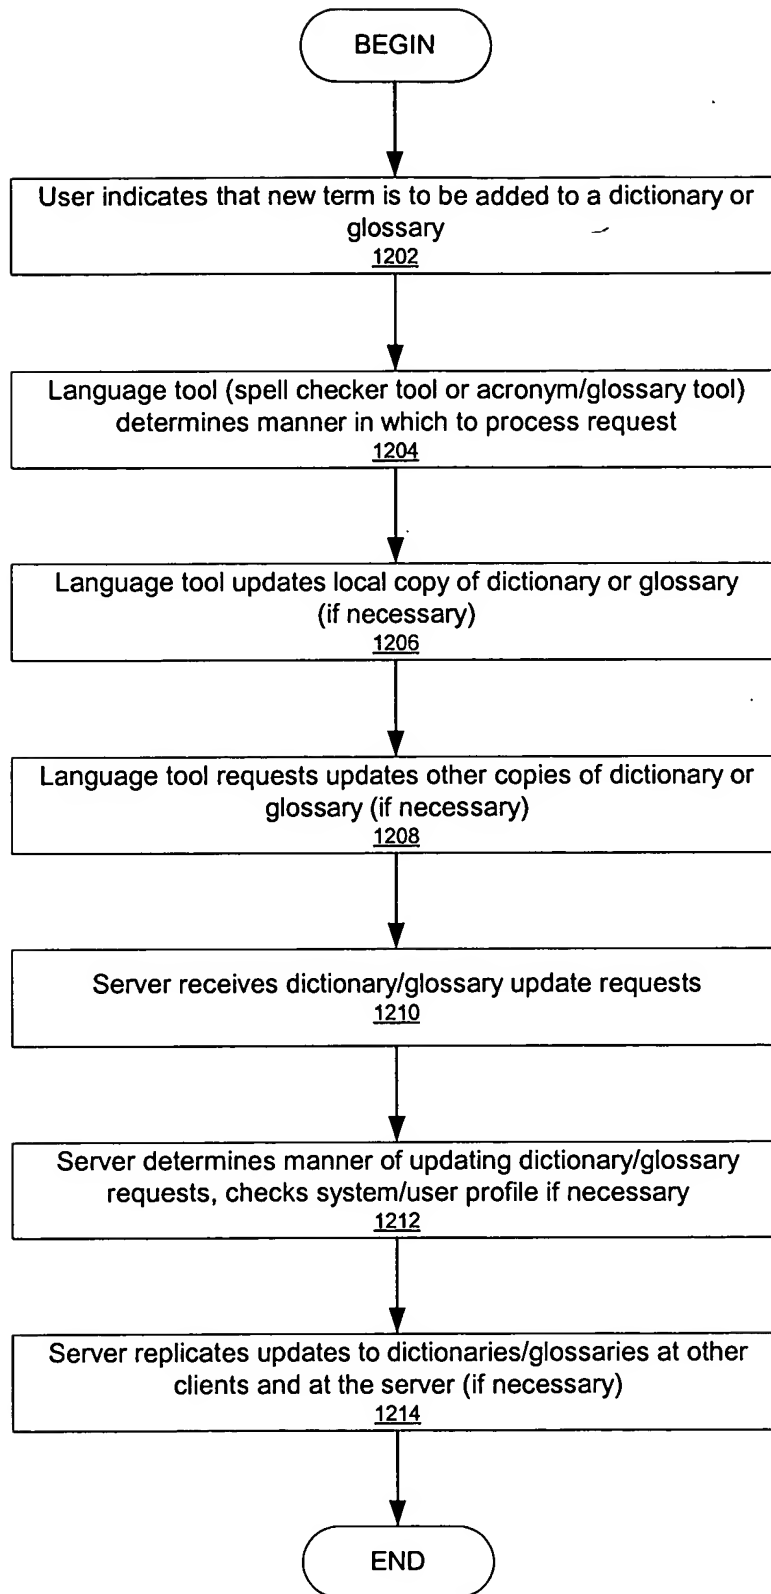 BEGIN
User indicates that new term is to be added to a dictionary or
glossary
1202
Language tool (spell checker tool or acronym/glossary tool)
determines manner in which to process request
1204
Language tool updates local copy of dictionary or glossary
(if necessary)
1206
Language tool requests updates other copies of dictionary or
glossary (if necessary)
1208
Server receives dictionary/glossary update requests
1210
Server determines manner of updating dictionary/glossary
requests, checks system/user profile if necessary
1212
Server replicates updates to dictionaries/glossaries at other
clients and at the server (if necessary)
1214
END